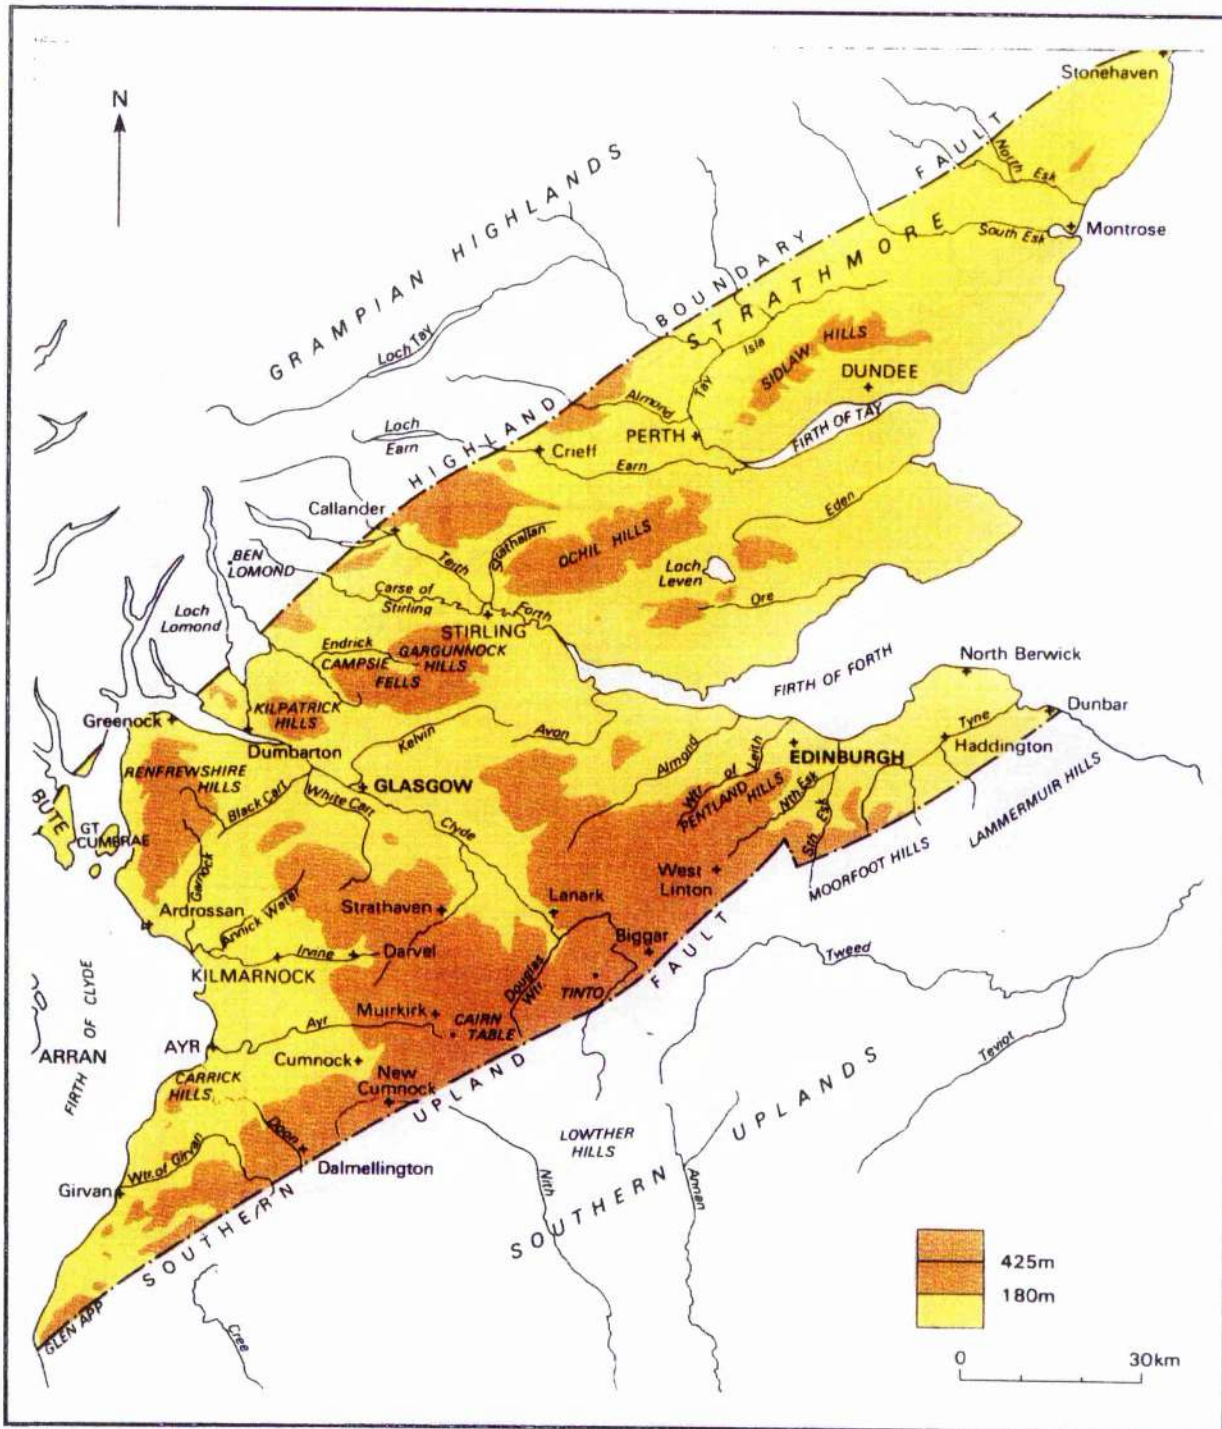 Stonehaven
N
GRAMPIAN HIGHLANDS
HIGHLAND BOUNDARY FAULT
North Esk
STRATHMORE
South Esk
Montrose
Loch Tay
Isla
SIDLAW HILLS
DUNDEE
Tay
Almond
Loch
Earn
PERTH
FIRTH OF TAY
Crieff
Earn
Callander
Eden
Strathallan
OCHIL HILLS
BEN
LOMOND
Teith
Loch
Leven
Carse of
Stirling
Forth
Ore
Loch
Lomond
STIRLING
Endrick
GARGUNNOCK
HILLS
CAMPSIE
FELLS
North Berwick
FIRTH OF FORTH
KILPATRICK
HILLS
Greenock
Dunbar
Tyne
Kelvin
Avon
Dumbarton
Almond
Wtr. of Leith
EDINBURGH
Haddington
RENFREWSHIRE
HILLS
GLASGOW
Black Cart
White Cart
PENTLAND HILLS
Nth Esk
Sth Esk
LAMMERMUIR HILLS
BUTE
GT
CUMBRAE
Clyde
MOORFOOT HILLS
Garnock
West
Linton
Annick Water
Strathaven
Lanark
Ardrossan
Biggar
Irvine
Darvel
Tweed
KILMARNOCK
Douglas
Wtr.
TINTO
FIRTH OF CLYDE
Muirkirk
CAIRN
TABLE
Ayr
ARRAN
AYR
Cumnock
Teviot
CARRICK
HILLS
New
Cumnock
SOUTHERN UPLAND FAULT
Doon
LOWTHER
HILLS
Wtr. of Girvan
Dalmellington
Girvan
Nith
Annan
SOUTHERN UPLANDS
425m
180m
GLEN APP
Cree
0 30km